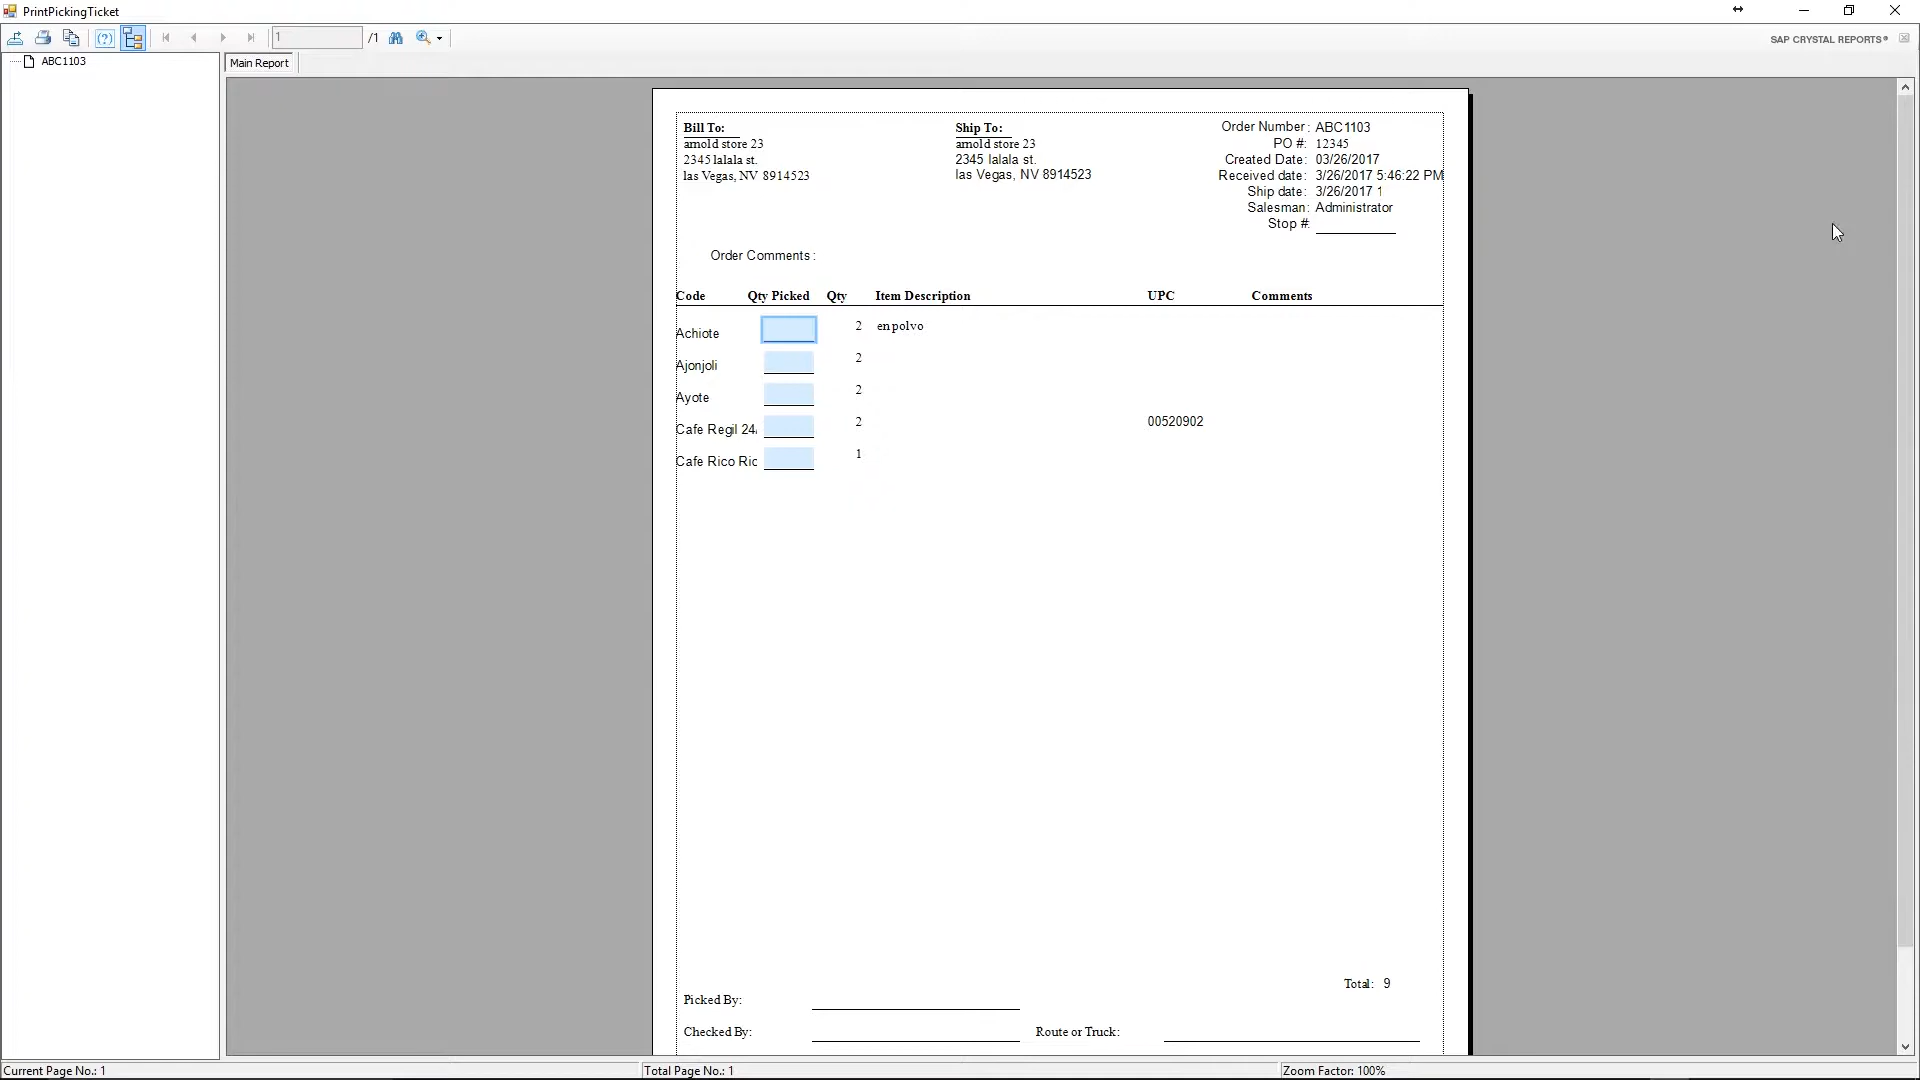 PrintPickingTicket
1 /1
SAP CRYSTAL REPORTS®
ABC1103
Main Report
Bill To:
arnold store 23
2345 lalala st.
las Vegas, NV 8914523
Ship To:
arnold store 23
2345 lalala st.
las Vegas, NV 8914523
Order Number: ABC1103
PO #: 12345
Created Date: 03/26/2017
Received date: 3/26/2017 5:46:22 PM
Ship date: 3/26/2017 1
Salesman: Administrator
Stop #:
Order Comments :
Code Qty Picked Qty Item Description UPC Comments
Achiote 2 en polvo
Ajonjoli 2
Ayote 2
Cafe Regil 24/ 2 00520902
Cafe Rico Ric 1
Total: 9
Picked By:
Checked By: Route or Truck:
Current Page No.: 1 Total Page No.: 1 Zoom Factor: 100%